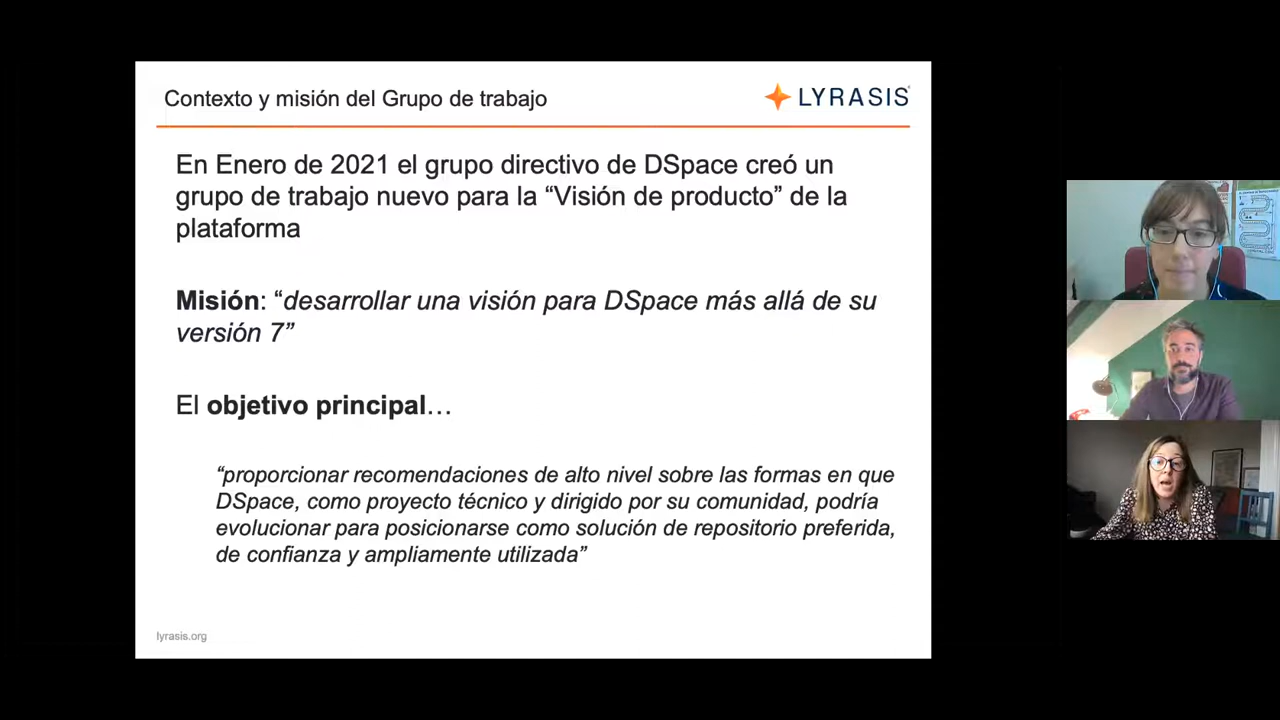 Contexto y misión del Grupo de trabajo
LYRASIS
En Enero de 2021 el grupo directivo de DSpace creó un
grupo de trabajo nuevo para la “Visión de producto” de la
plataforma
Misión: “desarrollar una visión para DSpace más allá de su
versión 7”
El objetivo principal…
“proporcionar recomendaciones de alto nivel sobre las formas en que
DSpace, como proyecto técnico y dirigido por su comunidad, podría
evolucionar para posicionarse como solución de repositorio preferida,
de confianza y ampliamente utilizada”
lyrasis.org